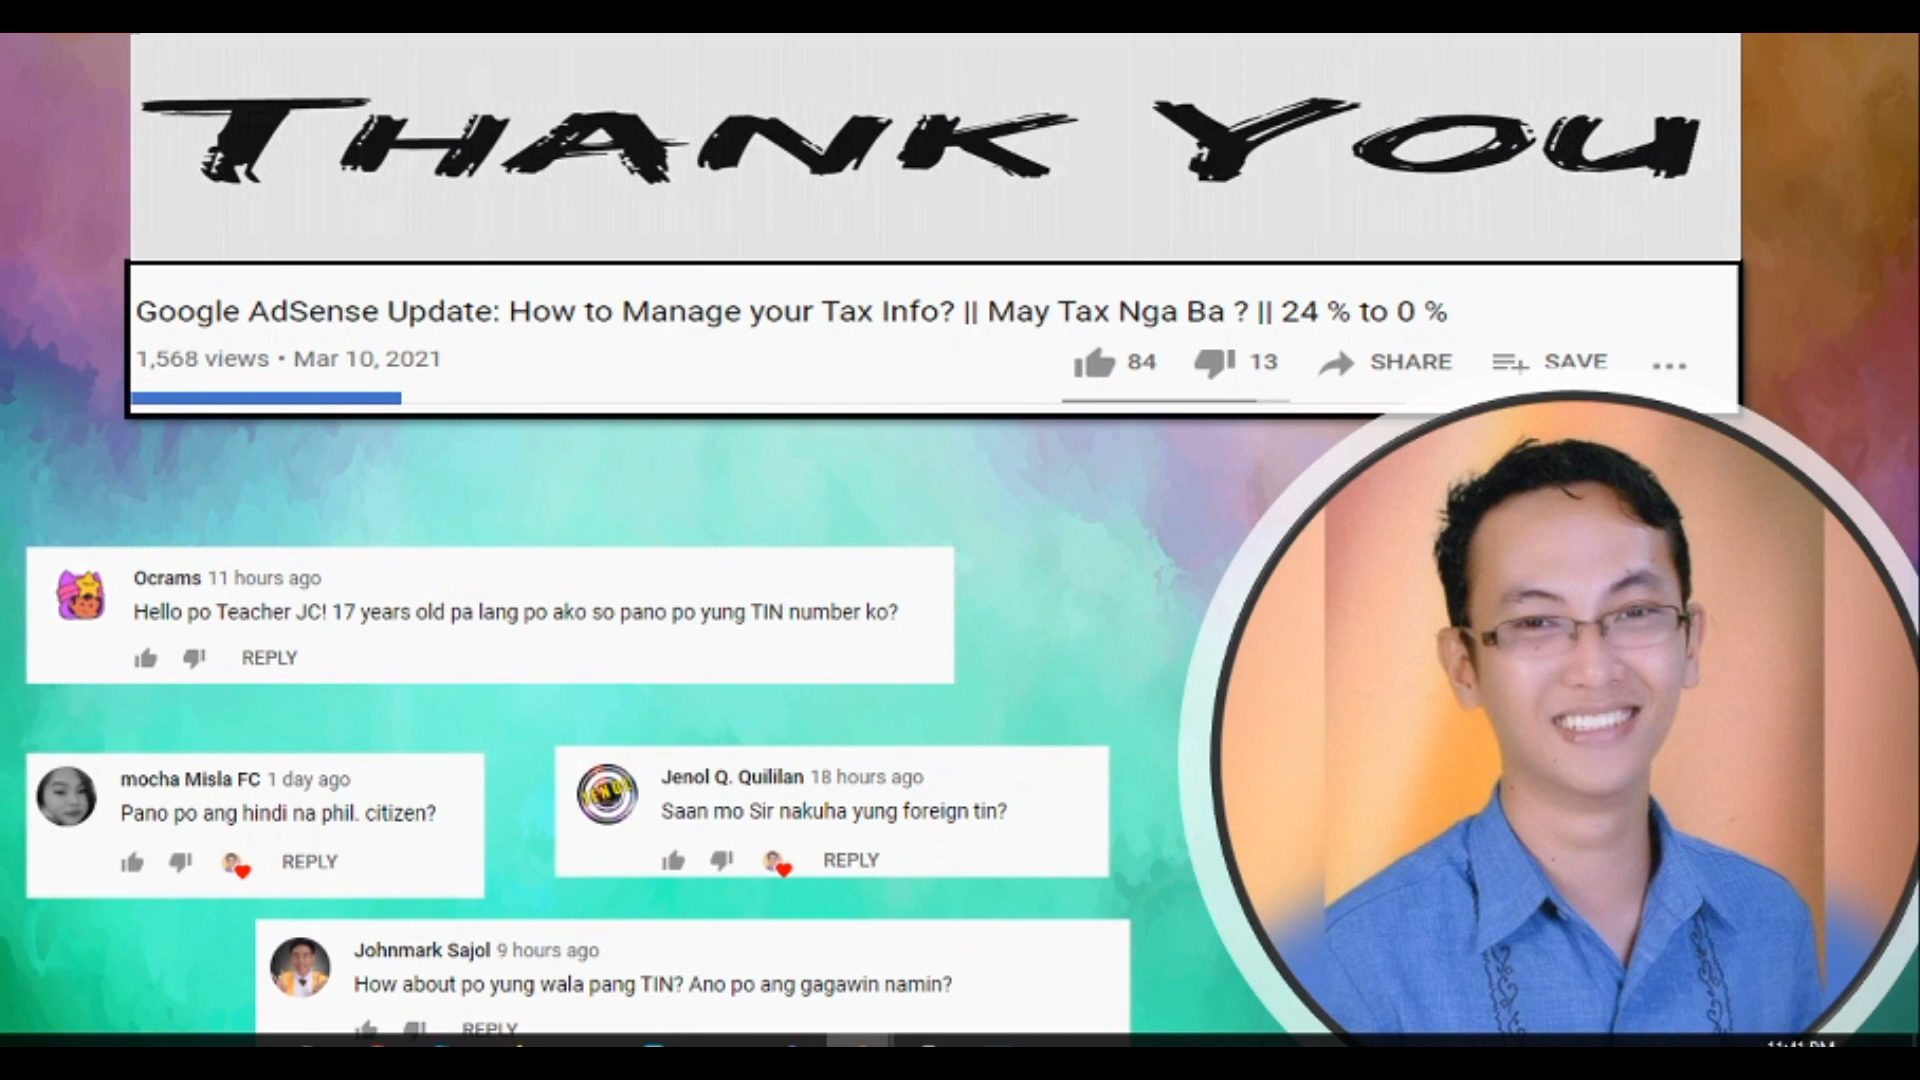 THANK YOU
Google AdSense Update: How to Manage your Tax Info? || May Tax Nga Ba ? || 24 % to 0 %
1,568 views • Mar 10, 2021
84 13 SHARE SAVE ...
Ocrams 11 hours ago
Hello po Teacher JC! 17 years old pa lang po ako so pano po yung TIN number ko?
REPLY
mocha Misla FC 1 day ago
Pano po ang hindi na phil. citizen?
REPLY
Jenol Q. Quililan 18 hours ago
Saan mo Sir nakuha yung foreign tin?
REPLY
Johnmark Sajol 9 hours ago
How about po yung wala pang TIN? Ano po ang gagawin namin?
REPLY
11:41 PM